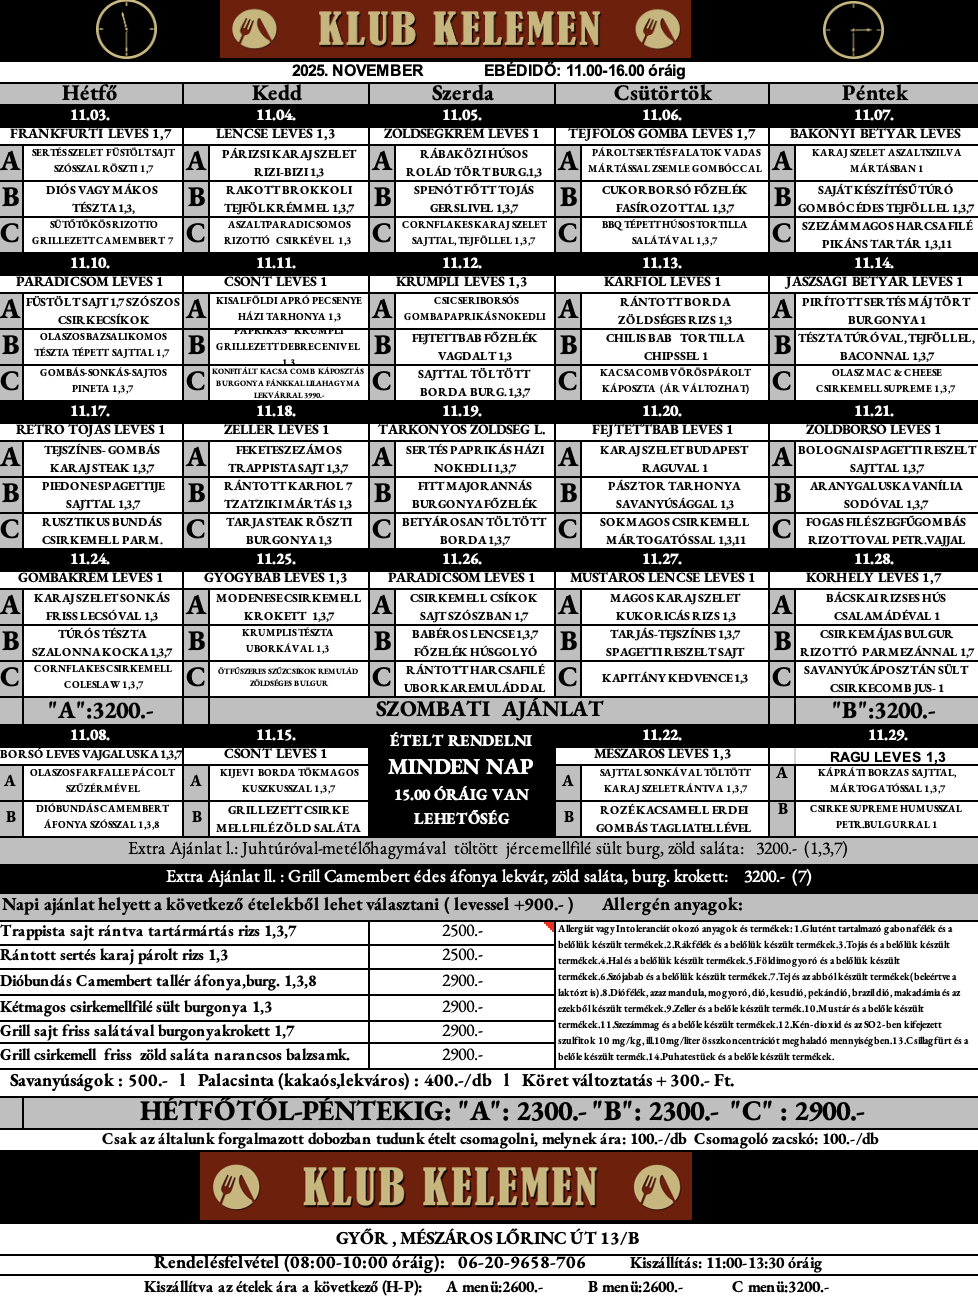 KLUB KELEMEN
2025. NOVEMBER EBÉDIDŐ: 11.00-16.00 óráig
Hétfő Kedd Szerda Csütörtök Péntek
11.03. 11.04. 11.05. 11.06. 11.07.
FRANKFURTI LEVES 1,7 LENCSE LEVES 1,3 ZÖLDSÉGKRÉM LEVES 1 TEJFÖLÖS GOMBA LEVES 1,7 BAKONYI BETYÁR LEVES
A SERTÉSSZELET FÜSTÖLTSAJT A PÁRIZSI KARAJSZELET A RÁBAKÖZI HÚSOS A PÁROLT SERTÉS FALATOK VADAS A KARAJ SZELET ASZALT SZILVA
SZÓSSZAL RÖSZTI 1,7 RIZI-BIZI 1,3 ROLÁD TÖRT BURG.1,3 MÁRTÁSSAL ZSEMLE GOMBÓCCAL MÁRTÁSBAN 1
B DIÓS VAGY MÁKOS B RAKOTT BROKKOLI B SPENÓT FŐTT TOJÁS B CUKORBORSÓ FŐZELÉK B SAJÁT KÉSZÍTÉSŰ TÚRÓ
TÉSZTA 1,3, TEJFÖLKRÉMMEL 1,3,7 GERSLIVEL 1,3,7 FASÍROZOTTAL 1,3,7 GOMBÓC ÉDES TEJFÖLLEL 1,3,7
C SÜTŐTÖKÖS RIZOTTO C ASZALTPARADICSOMOS C CORNFLAKES KARAJ SZELET C BBQ TÉPETT HÚSOS TORTILLA C SZEZÁMMAGOS HARCSAFILÉ
GRILLEZETT CAMEMBERT 7 RIZOTTÓ CSIRKÉVEL 1,3 SAJTTAL, TEJFÖLLEL 1,3,7 SALÁTÁVAL 1,3,7 PIKÁNS TARTÁR 1,3,11
11.10. 11.11. 11.12. 11.13. 11.14.
PARADICSOM LEVES 1 CSONT LEVES 1 KRUMPLI LEVES 1,3 KARFIOL LEVES 1 JÁSZSÁGI BETYÁR LEVES 1
A FÜSTÖLT SAJT 1,7 SZÓSZOS A KISALFÖLDI APRÓ PECSENYE A CSICSERIBORSÓS A RÁNTOTT BORDA A PIRÍTOTT SERTÉS MÁJ TÖRT
CSIRKECSÍKOK HÁZI TARHONYA 1,3 GOMBAPAPRIKÁS NOKEDLI ZÖLDSÉGES RIZS 1,3 BURGONYA 1
B OLASZOS BAZSALIKOMOS B PAPRIKÁS KRUMPLI B FEJTETTBAB FŐZELÉK B CHILIS BAB TORTILLA B TÉSZTA TÚRÓVAL, TEJFÖLLEL,
TÉSZTA TÉPETT SAJTTAL 1,7 GRILLEZETT DEBRECENIVEL VAGDALT 1,3 CHIPSSEL 1 BACONNAL 1,3,7
1,3
C GOMBÁS-SONKÁS-SAJTOS C KONFITÁLT KACSA COMB KÁPOSZTÁS C SAJTTAL TÖLTÖTT C KACSACOMB VÖRÖSPÁROLT C OLASZ MAC & CHEESE
PINETA 1,3,7 BURGONYA FÁNKKAL LILAHAGYMA BORDA BURG. 1,3,7 KÁPOSZTA (ÁR VÁLTOZHAT) CSIRKEMELL SUPREME 1,3,7
LEKVÁRRAL 3990.-
11.17. 11.18. 11.19. 11.20. 11.21.
RETRO TOJÁS LEVES 1 ZELLER LEVES 1 TÁRKONYOS ZÖLDSÉG L. FEJTETTBAB LEVES 1 ZÖLDBORSÓ LEVES 1
A TEJSZÍNES- GOMBÁS A FEKETESZEZÁMOS A SERTÉS PAPRIKÁS HÁZI A KARAJ SZELET BUDAPEST A BOLOGNAI SPAGETTI RESZELT
KARAJ STEAK 1,3,7 TRAPPISTA SAJT 1,3,7 NOKEDLI 1,3,7 RAGUVAL 1 SAJTTAL 1,3,7
B PIEDONE SPAGETTIJE B RÁNTOTT KARFIOL 7 B FITT MAJORANNÁS B PÁSZTOR TARHONYA B ARANYGALUSKA VANÍLIA
SAJTTAL 1,3,7 TZATZIKI MÁRTÁS 1,3 BURGONYAFŐZELÉK SAVANYÚSÁGGAL 1,3 SODÓVAL 1,3,7
C RUSZTIKUS BUNDÁS C TARJA STEAK RÖSZTI C BETYÁROSAN TÖLTÖTT C SOKMAGOS CSIRKEMELL C FOGAS FILÉ SZEGFŰGOMBÁS
CSIRKEMELL PARM. BURGONYA 1,3 BORDA 1,3,7 MÁRTOGATÓSSAL 1,3,11 RIZOTTOVAL PETR.VAJJAL
11.24. 11.25. 11.26. 11.27. 11.28.
GOMBAKRÉM LEVES 1 GYÖGYBAB LEVES 1,3 PARADICSOM LEVES 1 MUSTÁROS LENCSE LEVES 1 KORHELY LEVES 1,7
A KARAJ SZELET SONKÁS A MODENESE CSIRKEMELL A CSIRKEMELL CSÍKOK A MAGOS KARAJ SZELET A BÁCSKAI RIZSES HÚS
FRISS LECSÓVAL 1,3 KROKETT 1,3,7 SAJTSZÓSZBAN 1,7 KUKORICÁS RIZS 1,3 CSALAMÁDÉVAL 1
B TÚRÓS TÉSZTA B KRUMPLIS TÉSZTA B BABÉROS LENCSE 1,3,7 B TARJÁS-TEJSZÍNES 1,3,7 B CSIRKEMÁJAS BULGUR
SZALONNA KOCKA 1,3,7 UBORKÁVAL 1,3 FŐZELÉK HÚSGOLYÓ SPAGETTI RESZELT SAJT RIZOTTÓ PARMEZÁNNAL 1,7
C CORNFLAKES CSIRKEMELL C ÖTFŰSZERES SZŰZCSIKOK REMULÁD C RÁNTOTT HARCSAFILÉ C KAPITÁNY KEDVENCE 1,3 C SAVANYÚKÁPOSZTÁN SÜLT
COLESLAW 1,3,7 ZÖLDSÉGES BULGUR UBORKAREMULÁDDAL CSIRKECOMB JUS- 1
"A":3200.- SZOMBATI AJÁNLAT "B":3200.-
11.08. 11.15. ÉTELT RENDELNI 11.22. 11.29.
BORSÓ LEVES VAJGALUSKA 1,3,7 CSONT LEVES 1 MINDEN NAP MÉSZÁROS LEVES 1,3 RAGU LEVES 1,3
A OLASZOS FARFALLE PÁCOLT A KIJEVI BORDA TÖKMAGOS 15.00 ÓRÁIG VAN A SAJTTAL SONKÁVAL TÖLTÖTT A KÁPRÁTI BORZAS SAJTTAL,
SZŰZÉRMÉVEL KUSZKUSSZAL 1,3,7 LEHETŐSÉG KARAJ SZELET RÁNTVA 1,3,7 MÁRTOGATÓSSAL 1,3,7
B DIÓBUNDÁS CAMEMBERT B GRILLEZETT CSIRKE B ROZÉ KACSAMELL ERDEI B CSIRKE SUPREME HUMUSSZAL
ÁFONYA SZÓSSZAL 1,3,8 MELLFILÉ ZÖLD SALÁTA GOMBÁS TAGLIATELLÉVEL PETR.BULGURRAL 1
Extra Ajánlat l.: Juhtúróval-metélőhagymával töltött jércemellfilé sült burg, zöld saláta: 3200.- (1,3,7)
Extra Ajánlat ll. : Grill Camembert édes áfonya lekvár, zöld saláta, burg. krokett: 3200.- (7)
Napi ajánlat helyett a következő ételekből lehet választani ( levessel +900.- ) Allergén anyagok:
Trappista sajt rántva tartármártás rizs 1,3,7 2500.-
Rántott sertés karaj párolt rizs 1,3 2500.-
Dióbundás Camembert tallér áfonya,burg. 1,3,8 2900.-
Kétmagos csirkemellfilé sült burgonya 1,3 2900.-
Grill sajt friss salátával burgonyakrokett 1,7 2900.-
Grill csirkemell friss zöld saláta narancsos balzsamk. 2900.-
Allergiát vagy Intoleranciát okozó anyagok és termékek: 1.Glutént tartalmazó gabonafélék és a
belőlük készült termékek.2.Rákfélék és a belőlük készült termékek.3.Tojás és a belőlük készült
termékek.4.Hal és a belőlük készült termékek.5.Földimogyoró és a belőlük készült
termékek.6.Szójabab és a belőlük készült termékek.7.Tej és az abból készült termékek(beleértve a
laktózt is).8.Diófélék, azaz mandula, mogyoró, dió, kesudió, pekándió, brazil dió, makadámia és az
ezekből készült termékek.9.Zeller és a belőle készült termék.10.Mustár és a belőle készült
termékek.11.Szezámmag és a belőle készült termékek.12.Kén-dioxid és az SO2-ben kifejezett
szulfitok 10 mg/kg, ill.10 mg/liter összkoncentrációt meghaladó mennyiségben.13.Csillagfürt és a
belőle készült termék.14.Puhatestűek és a belőle készült termékek.
Savanyúságok : 500.- l Palacsinta (kakaós,lekváros) : 400.-/db l Köret változtatás + 300.- Ft.
HÉTFŐTŐL-PÉNTEKIG: "A": 2300.- "B": 2300.- "C" : 2900.-
Csak az általunk forgalmazott dobozban tudunk ételt csomagolni, melynek ára: 100.-/db Csomagoló zacskó: 100.-/db
KLUB KELEMEN
GYŐR , MÉSZÁROS LŐRINC ÚT 13/B
Rendelésfelvétel (08:00-10:00 óráig): 06-20-9658-706 Kiszállítás: 11:00-13:30 óráig
Kiszállítva az ételek ára a következő (H-P): A menü:2600.- B menü:2600.- C menü:3200.-